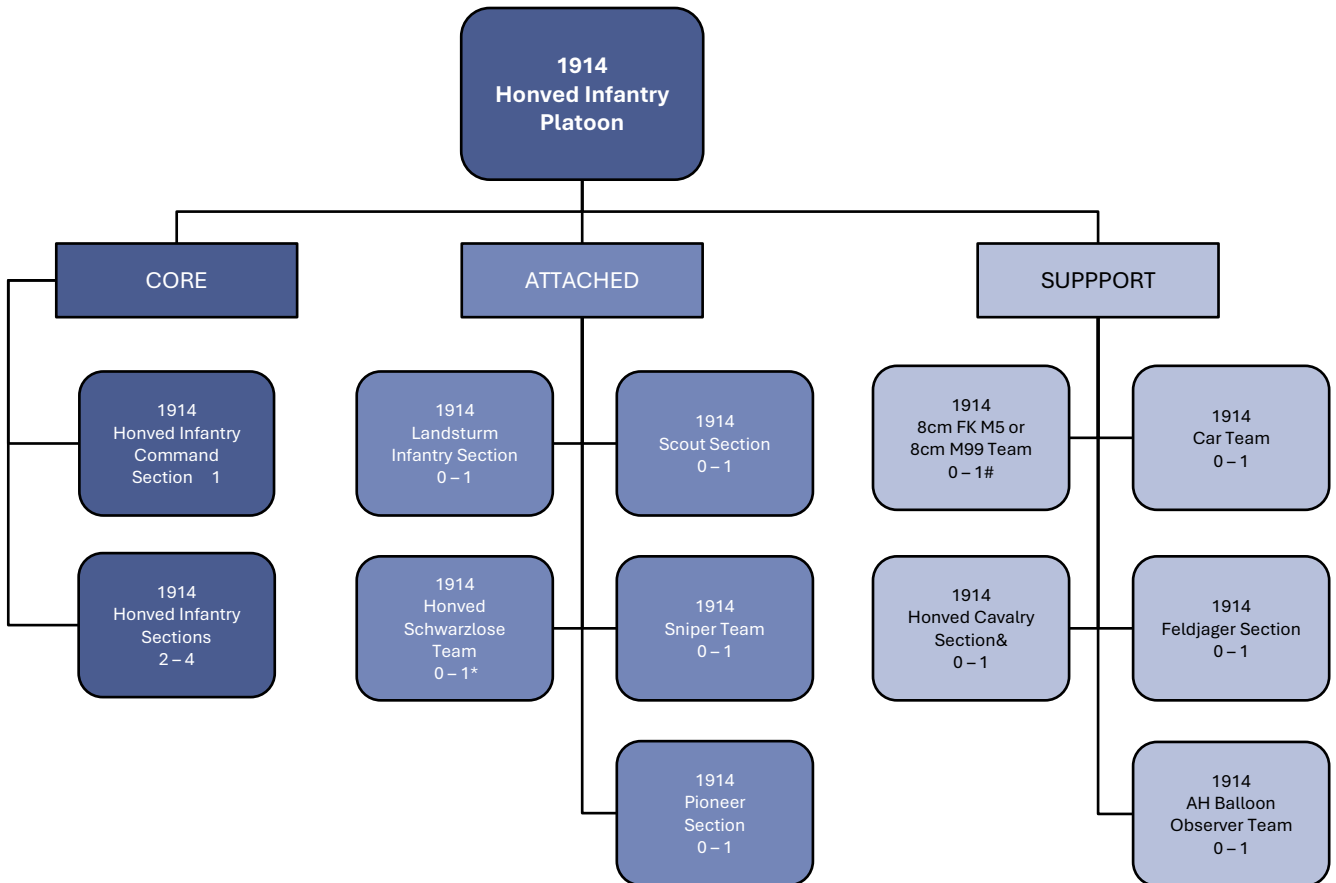 1914
Honved Infantry
Platoon
CORE
ATTACHED
SUPPPORT
1914
Honved Infantry
Command
Section 1
1914
Honved Infantry
Sections
2 – 4
1914
Landsturm
Infantry Section
0 – 1
1914
Scout Section
0 – 1
1914
Honved
Schwarzlose
Team
0 – 1*
1914
Sniper Team
0 – 1
1914
Pioneer
Section
0 – 1
1914
8cm FK M5 or
8cm M99 Team
0 – 1#
1914
Car Team
0 – 1
1914
Honved Cavalry
Section&
0 – 1
1914
Feldjager Section
0 – 1
1914
AH Balloon
Observer Team
0 – 1